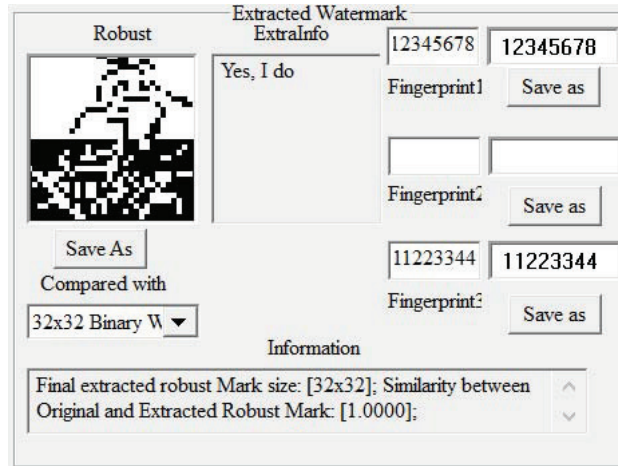 Extracted Watermark
Robust
ExtraInfo
Yes, I do
12345678
12345678
Fingerprint1
Save as
Fingerprint2
Save as
11223344
11223344
Fingerprint3
Save as
Save As
Compared with
32x32 Binary W
Information
Final extracted robust Mark size: [32x32]; Similarity between
Original and Extracted Robust Mark: [1.0000];